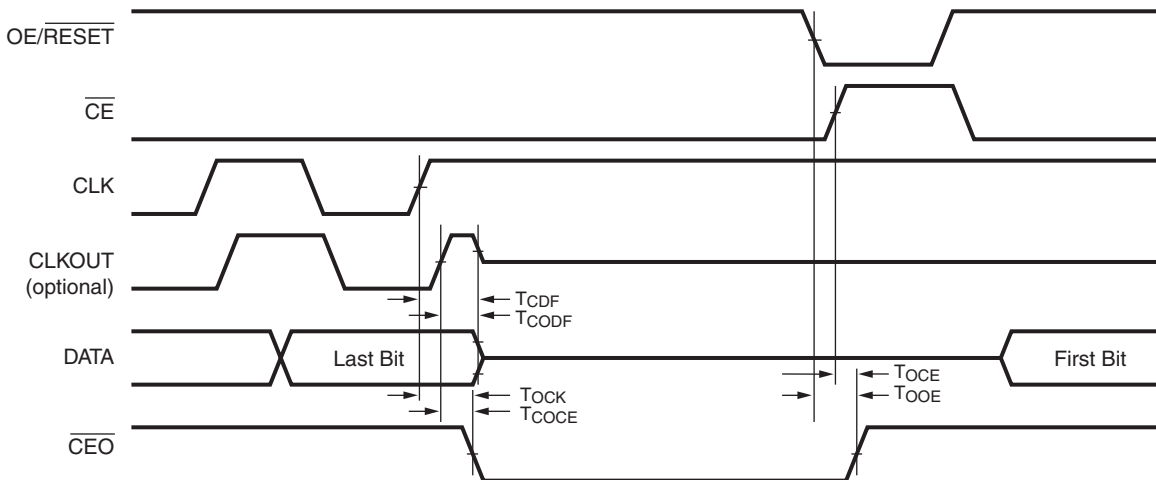 OE/RESET
CE
CLK
CLKOUT
(optional)
TCDF
TCODF
DATA
Last Bit
First Bit
TOCE
TOOE
TOCK
TCOCE
CEO